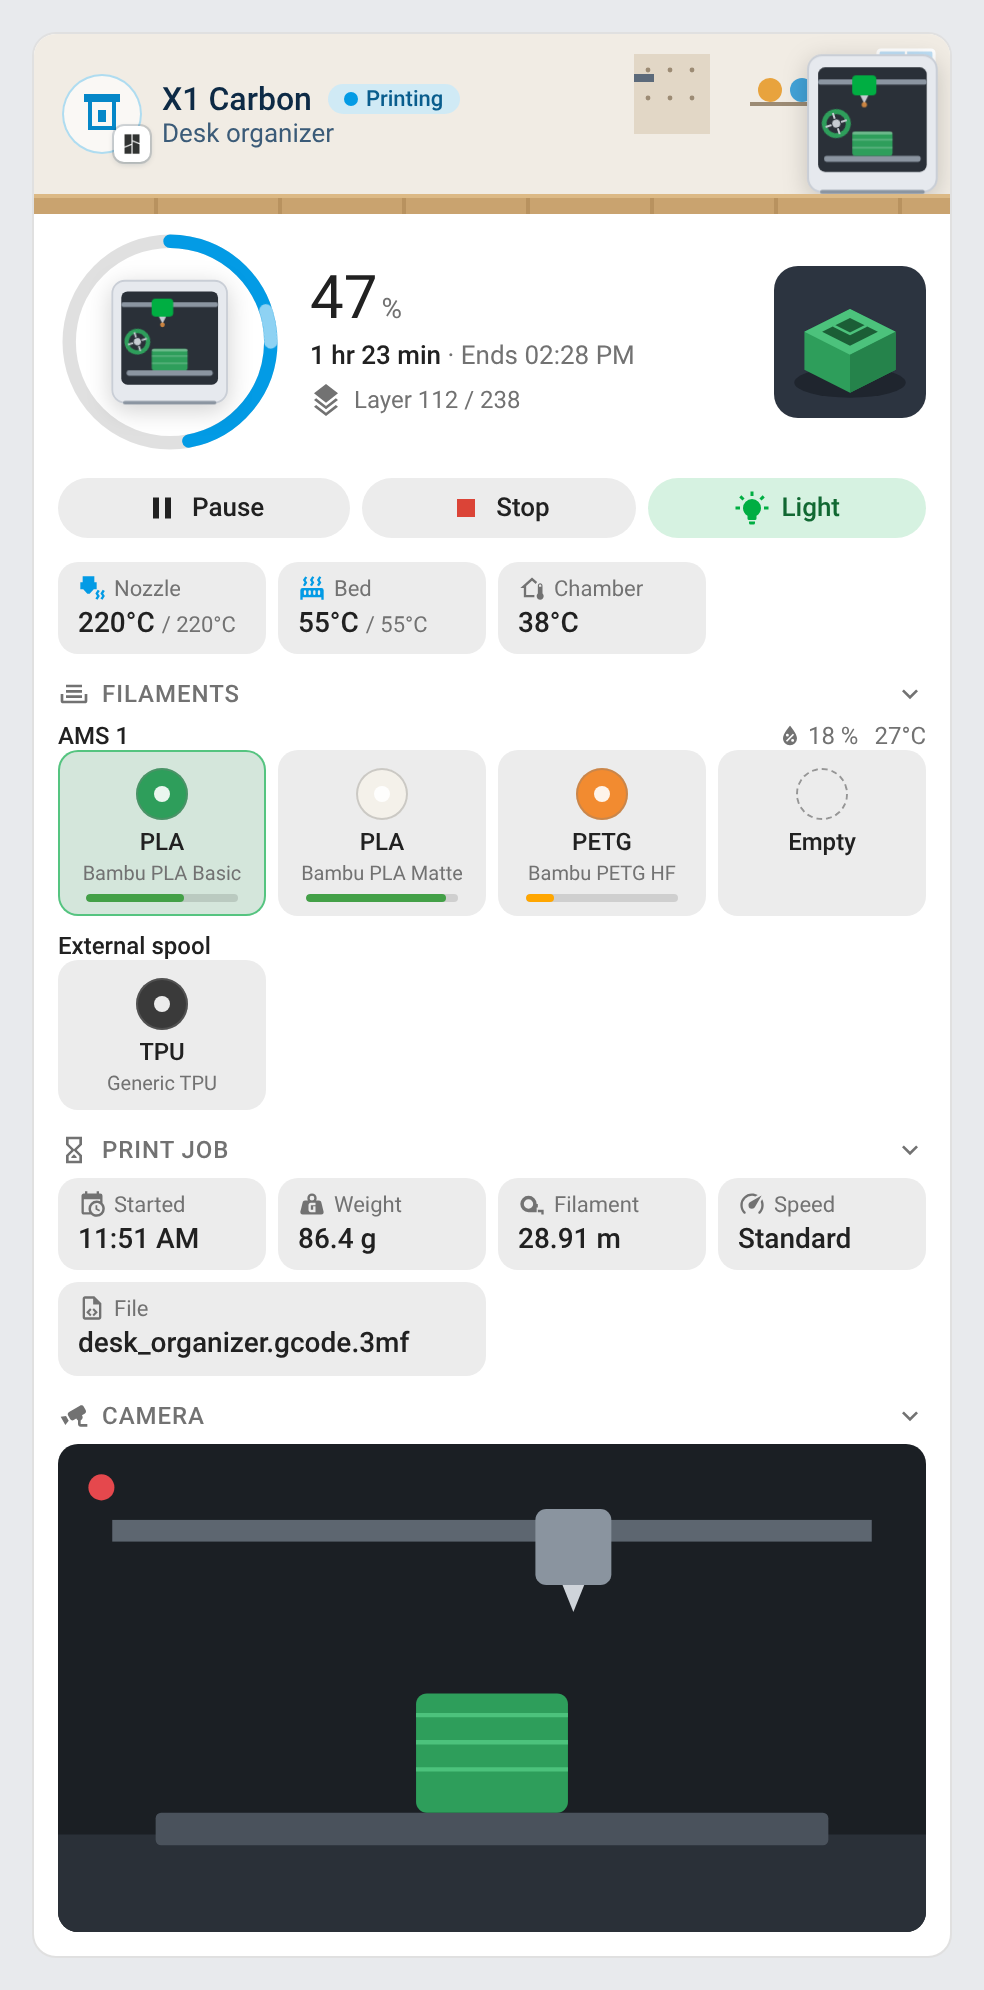 X1 Carbon
Printing
Desk organizer
47 %
1 hr 23 min · Ends 02:28 PM
Layer 112 / 238
Pause
Stop
Light
Nozzle
220°C / 220°C
Bed
55°C / 55°C
Chamber
38°C
FILAMENTS
AMS 1
18 %
27°C
PLA
Bambu PLA Basic
PLA
Bambu PLA Matte
PETG
Bambu PETG HF
Empty
External spool
TPU
Generic TPU
PRINT JOB
Started
11:51 AM
Weight
86.4 g
Filament
28.91 m
Speed
Standard
File
desk_organizer.gcode.3mf
CAMERA